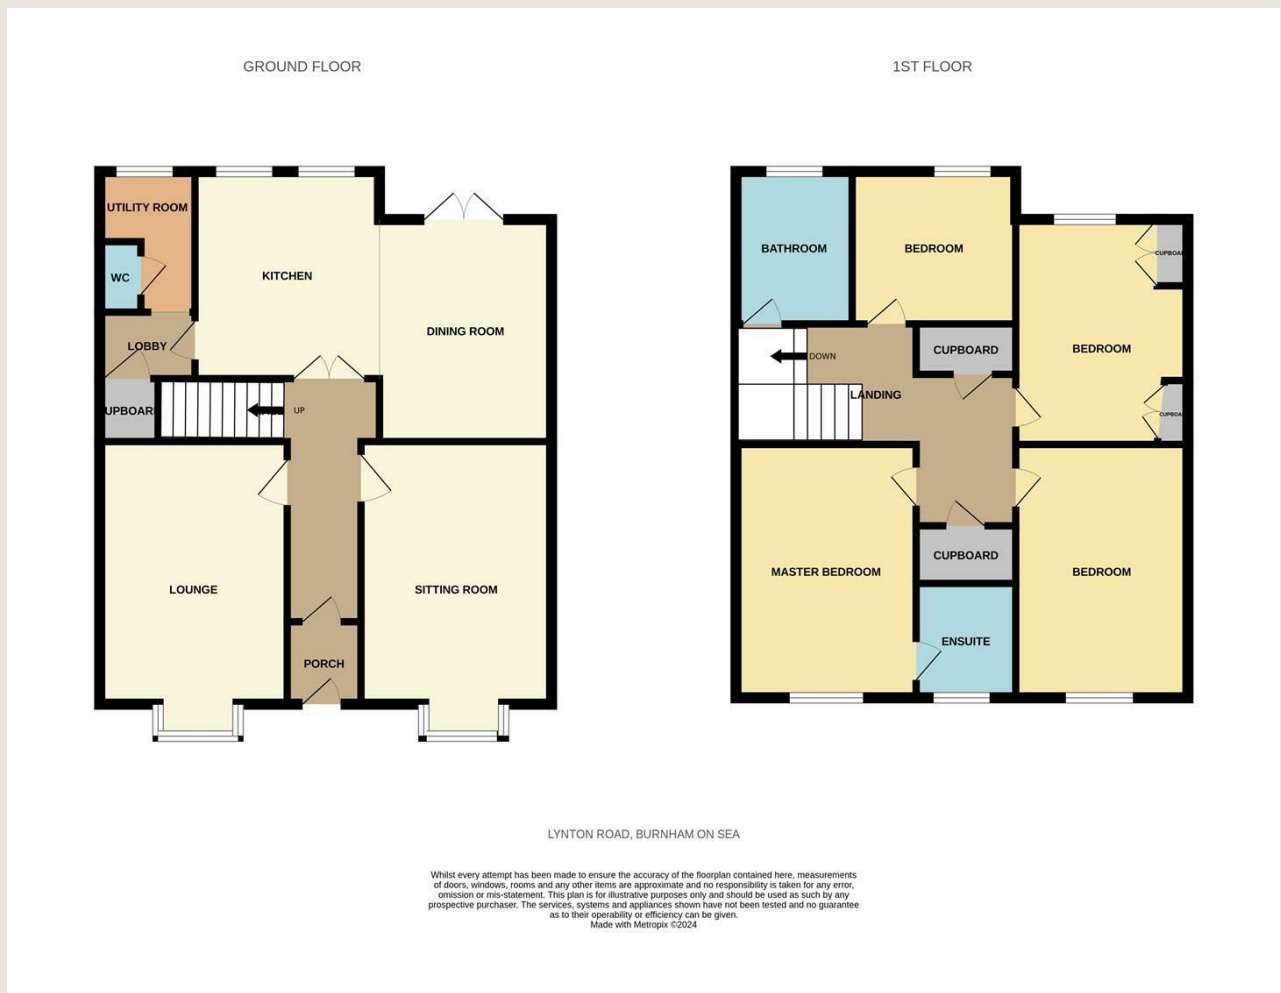 GROUND FLOOR
1ST FLOOR
UTILITY ROOM
WC
KITCHEN
LOBBY
DINING ROOM
UPBOAR
UP
LOUNGE
SITTING ROOM
PORCH
BATHROOM
BEDROOM
CUPBOAR
DOWN
CUPBOARD
BEDROOM
LANDING
CUPBOA
MASTER BEDROOM
CUPBOARD
BEDROOM
ENSUITE
LYNTON ROAD, BURNHAM ON SEA
Whilst every attempt has been made to ensure the accuracy of the floorplan contained here, measurements
of doors, windows, rooms and any other items are approximate and no responsibility is taken for any error,
omission or mis-statement. This plan is for illustrative purposes only and should be used as such by any
prospective purchaser. The services, systems and appliances shown have not been tested and no guarantee
as to their operability or efficiency can be given.
Made with Metropix ©2024